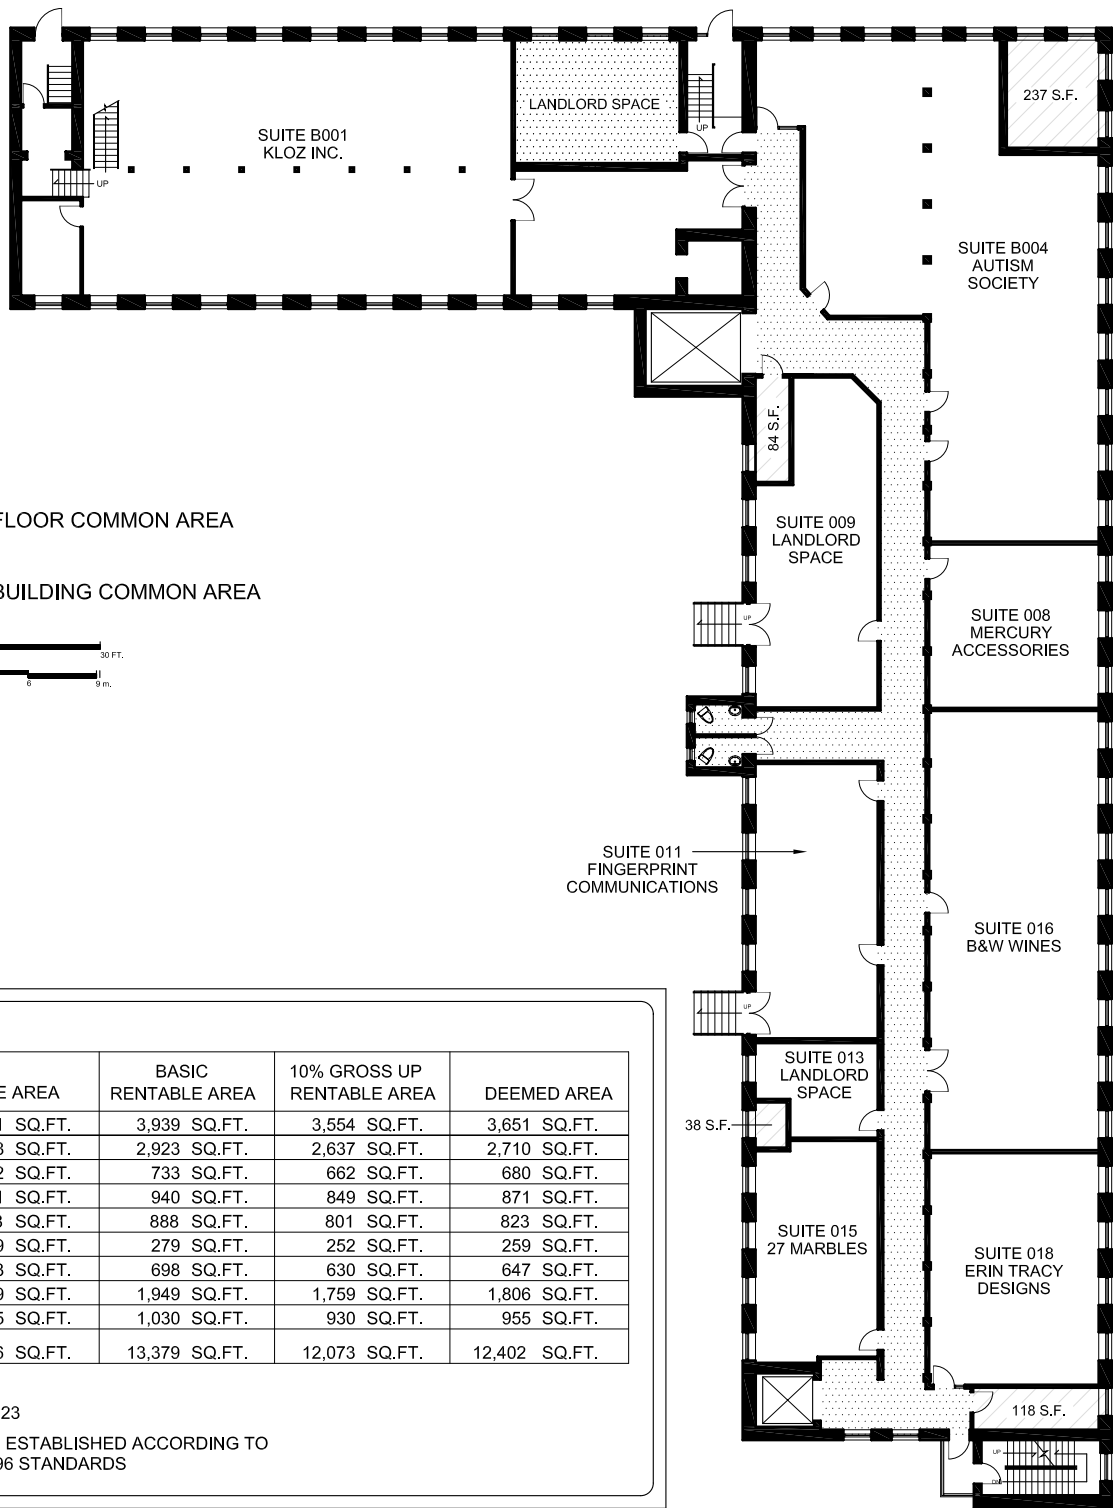 LANDLORD SPACE
237 S.F.
SUITE B001
KLOZ INC.
UP
UP
SUITE B004
AUTISM
SOCIETY
84 S.F.
FLOOR COMMON AREA
SUITE 009
LANDLORD
SPACE
BUILDING COMMON AREA
UP
SUITE 008
MERCURY
ACCESSORIES
30 FT.
6 9 m.
SUITE 011
FINGERPRINT
COMMUNICATIONS
SUITE 016
B&W WINES
UP
SUITE 013
LANDLORD
SPACE
38 S.F.
SUITE 015
27 MARBLES
SUITE 018
ERIN TRACY
DESIGNS
118 S.F.
UP
DN
E AREA BASIC RENTABLE AREA 10% GROSS UP RENTABLE AREA DEEMED AREA
SQ.FT. 3,939 SQ.FT. 3,554 SQ.FT. 3,651 SQ.FT.
SQ.FT. 2,923 SQ.FT. 2,637 SQ.FT. 2,710 SQ.FT.
SQ.FT. 733 SQ.FT. 662 SQ.FT. 680 SQ.FT.
SQ.FT. 940 SQ.FT. 849 SQ.FT. 871 SQ.FT.
SQ.FT. 888 SQ.FT. 801 SQ.FT. 823 SQ.FT.
SQ.FT. 279 SQ.FT. 252 SQ.FT. 259 SQ.FT.
SQ.FT. 698 SQ.FT. 630 SQ.FT. 647 SQ.FT.
SQ.FT. 1,949 SQ.FT. 1,759 SQ.FT. 1,806 SQ.FT.
SQ.FT. 1,030 SQ.FT. 930 SQ.FT. 955 SQ.FT.
SQ.FT. 13,379 SQ.FT. 12,073 SQ.FT. 12,402 SQ.FT.
23
ESTABLISHED ACCORDING TO
96 STANDARDS